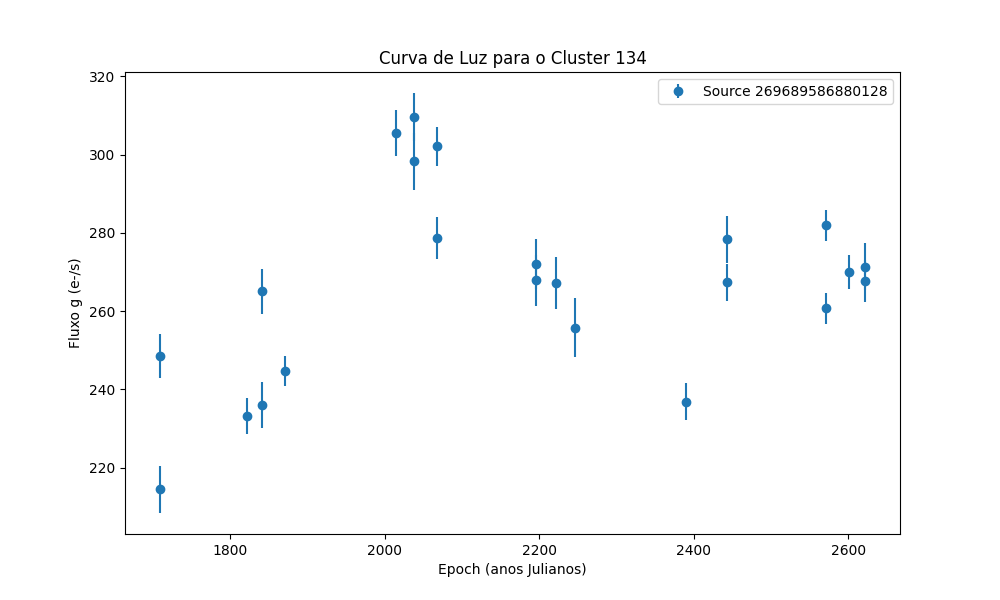 Curva de Luz para o Cluster 134
Source 269689586880128
320
300
280
260
240
220
Fluxo g (e-/s)
1800 2000 2200 2400 2600
Epoch (anos Julianos)